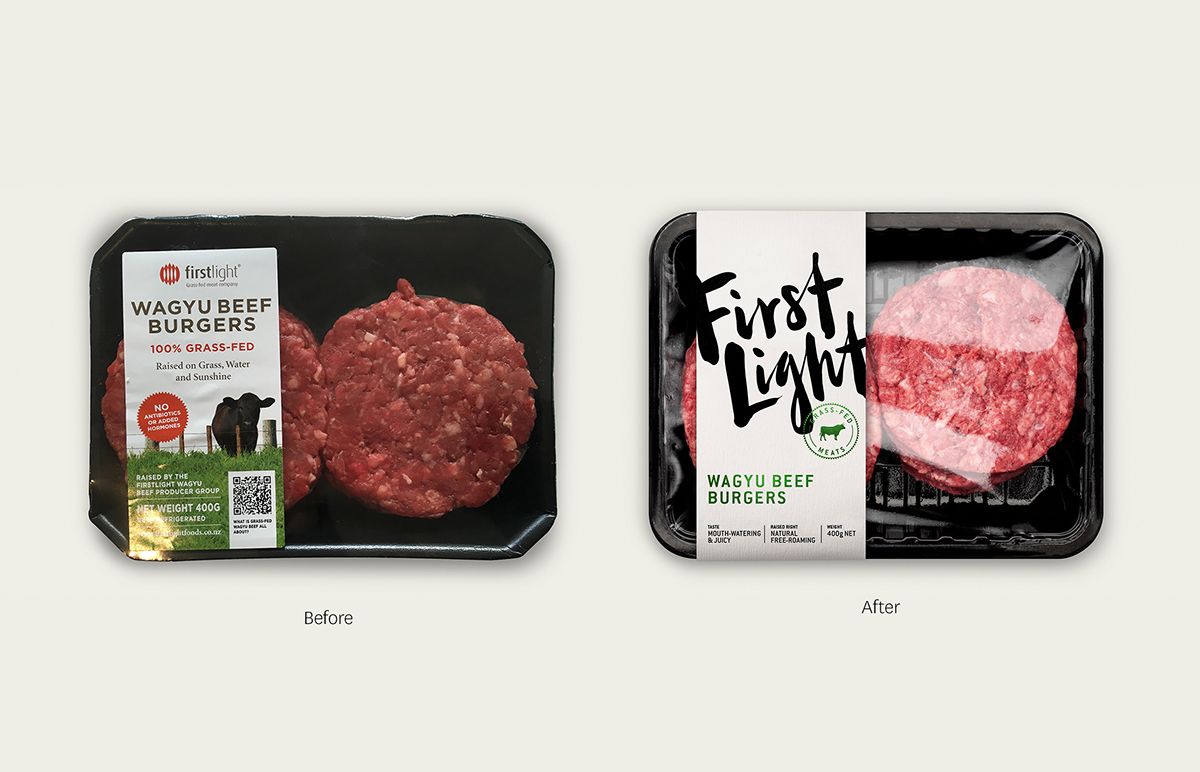 firstlight®
Grass fed meat company
WAGYU BEEF
BURGERS
100% GRASS-FED
Raised on Grass, Water
and Sunshine
NO
ANTIBIOTICS
OR ADDED
HORMONES
RAISED BY THE
FIRSTLIGHT WAGYU
BEEF PRODUCER GROUP
NET WEIGHT 400G
REFRIGERATED
WHAT IS GRASS-FED
WAGYU BEEF ALL
ABOUT?
Before
First
Light
GRASS-FED
MEATS
WAGYU BEEF
BURGERS
TASTE
MOUTH-WATERING
& JUICY
RAISED RIGHT
NATURAL
FREE-ROAMING
WEIGHT
400g NET
After